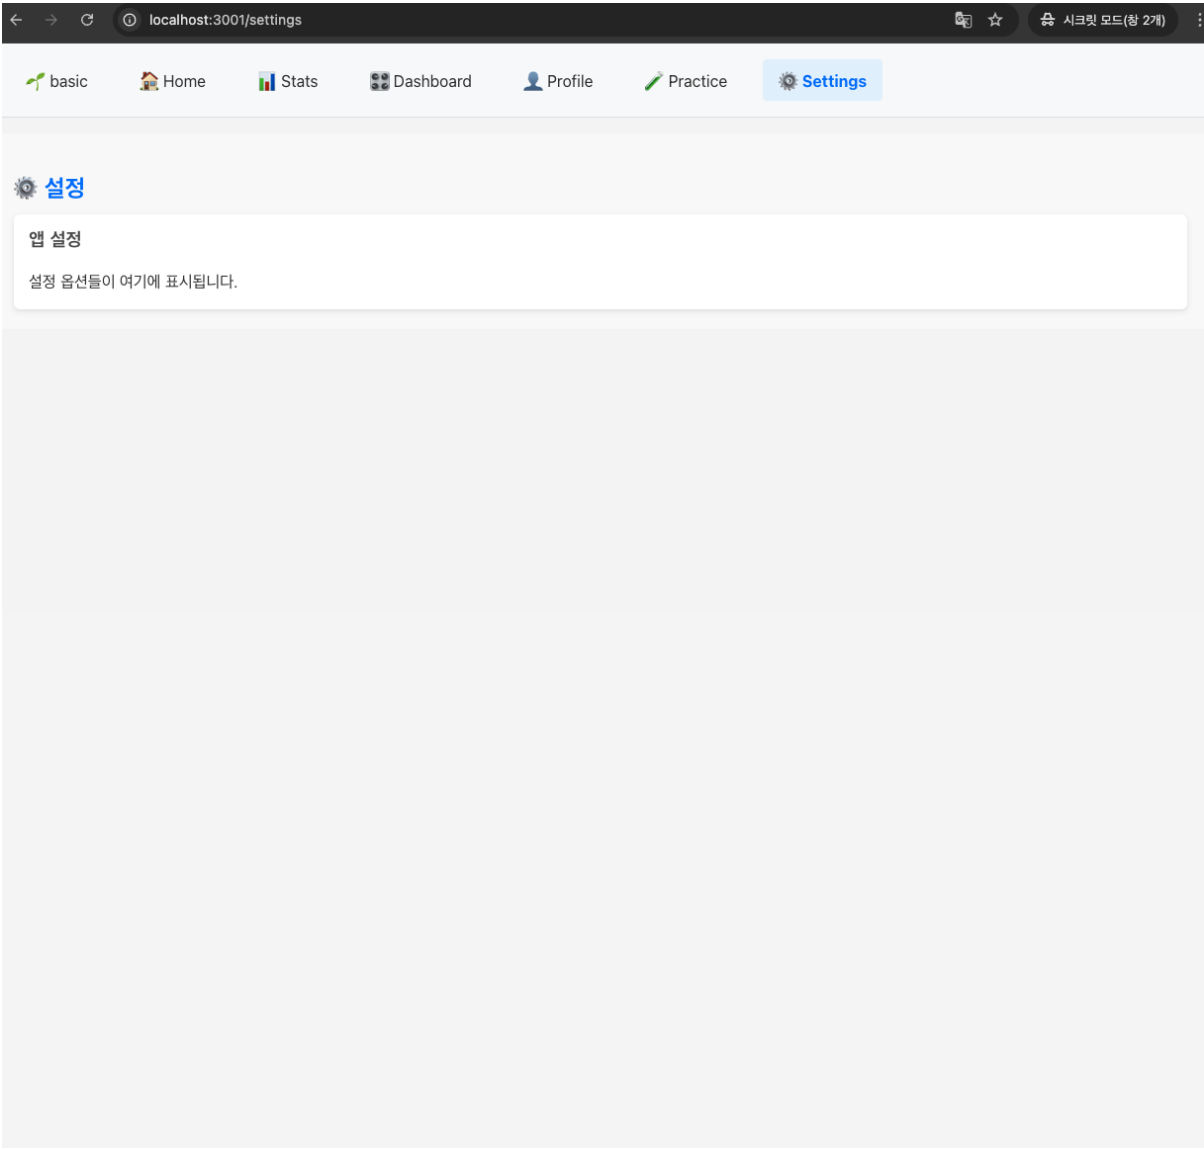 localhost:3001/settings
시크릿 모드(창 2개)
basic Home Stats Dashboard Profile Practice Settings
설정
앱 설정
설정 옵션들이 여기에 표시됩니다.